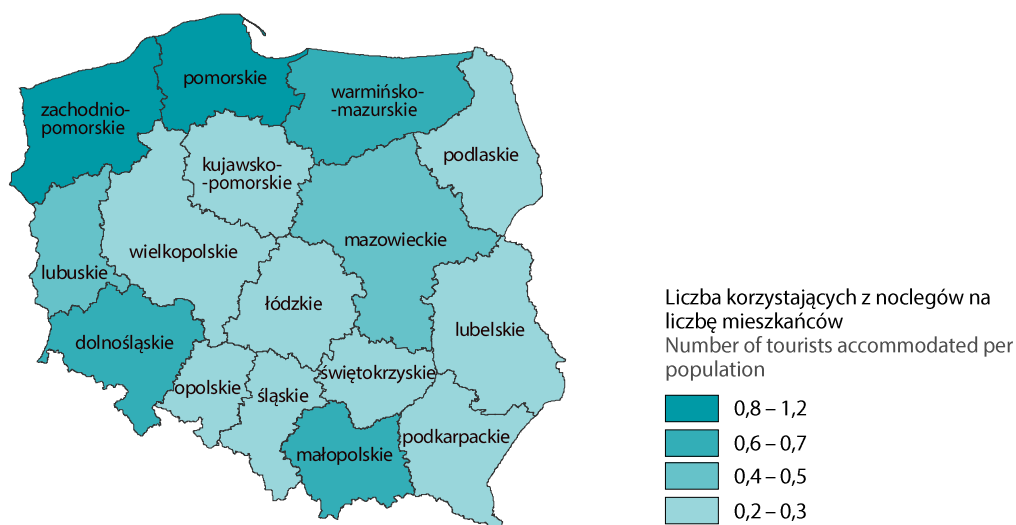 pomorskie
zachodnio-
pomorskie
warmińsko-
-mazurskie
podlaskie
kujawsko-
-pomorskie
mazowieckie
wielkopolskie
lubuskie
łódzkie
lubelskie
dolnośląskie
opolskie
śląskie
świętokrzyskie
małopolskie
podkarpackie
Liczba korzystających z noclegów na
liczbę mieszkańców
Number of tourists accommodated per
population
0,8 – 1,2
0,6 – 0,7
0,4 – 0,5
0,2 – 0,3